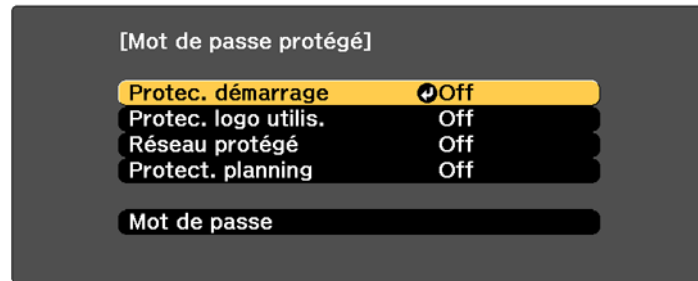 [Mot de passe protégé]
Protec. démarrage Off
Protec. logo utilis. Off
Réseau protégé Off
Protect. planning Off
Mot de passe